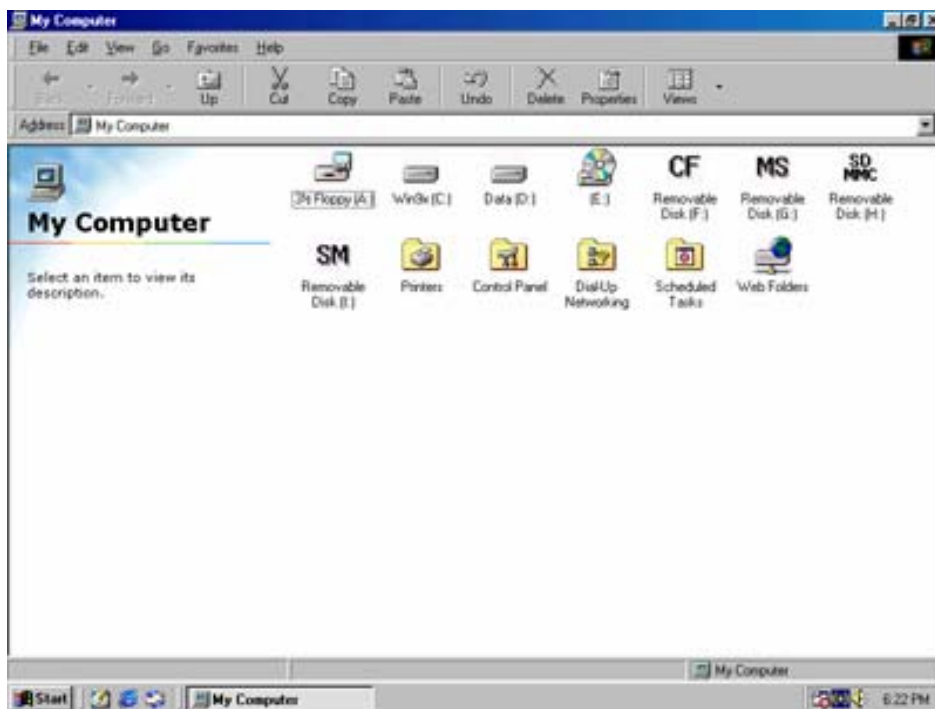 My Computer
File Edit View Go Favorites Help
Back Forward Up Cut Copy Paste Undo Delete Properties Views
Address My Computer
My Computer
Select an item to view its
description.
3½ Floppy (A:)
Win9x (C:)
Data (D:)
(E:)
CF
Removable
Disk (F:)
MS
Removable
Disk (G:)
SD
MMC
Removable
Disk (H:)
SM
Removable
Disk (I:)
Printers
Control Panel
Dial-Up
Networking
Scheduled
Tasks
Web Folders
My Computer
Start My Computer 6:22 PM